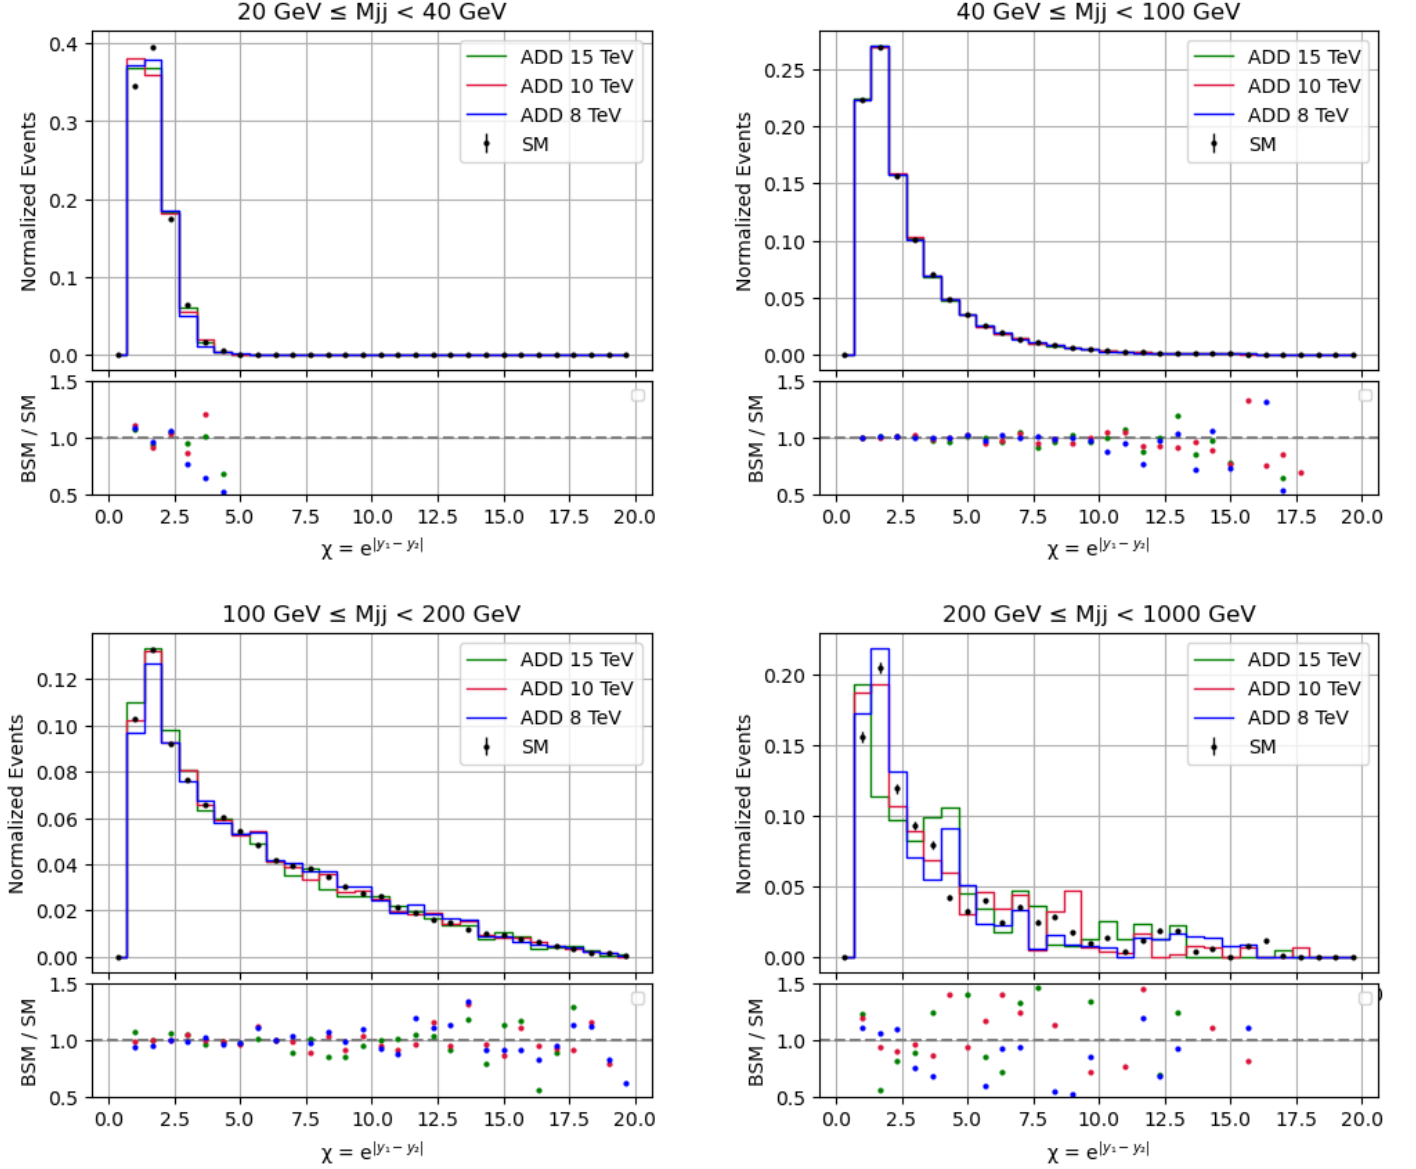 20 GeV ≤ Mjj < 40 GeV
Normalized Events
0.4
0.3
0.2
0.1
0.0
ADD 15 TeV
ADD 10 TeV
ADD 8 TeV
SM
BSM / SM
1.5
1.0
0.5
0.0 2.5 5.0 7.5 10.0 12.5 15.0 17.5 20.0
χ = e|y₁ − y₂|
40 GeV ≤ Mjj < 100 GeV
Normalized Events
0.25
0.20
0.15
0.10
0.05
0.00
ADD 15 TeV
ADD 10 TeV
ADD 8 TeV
SM
BSM / SM
1.5
1.0
0.5
0.0 2.5 5.0 7.5 10.0 12.5 15.0 17.5 20.0
χ = e|y₁ − y₂|
100 GeV ≤ Mjj < 200 GeV
Normalized Events
0.12
0.10
0.08
0.06
0.04
0.02
0.00
ADD 15 TeV
ADD 10 TeV
ADD 8 TeV
SM
BSM / SM
1.5
1.0
0.5
0.0 2.5 5.0 7.5 10.0 12.5 15.0 17.5 20.0
χ = e|y₁ − y₂|
200 GeV ≤ Mjj < 1000 GeV
Normalized Events
0.20
0.15
0.10
0.05
0.00
ADD 15 TeV
ADD 10 TeV
ADD 8 TeV
SM
BSM / SM
1.5
1.0
0.5
0.0 2.5 5.0 7.5 10.0 12.5 15.0 17.5 20.0
χ = e|y₁ − y₂|